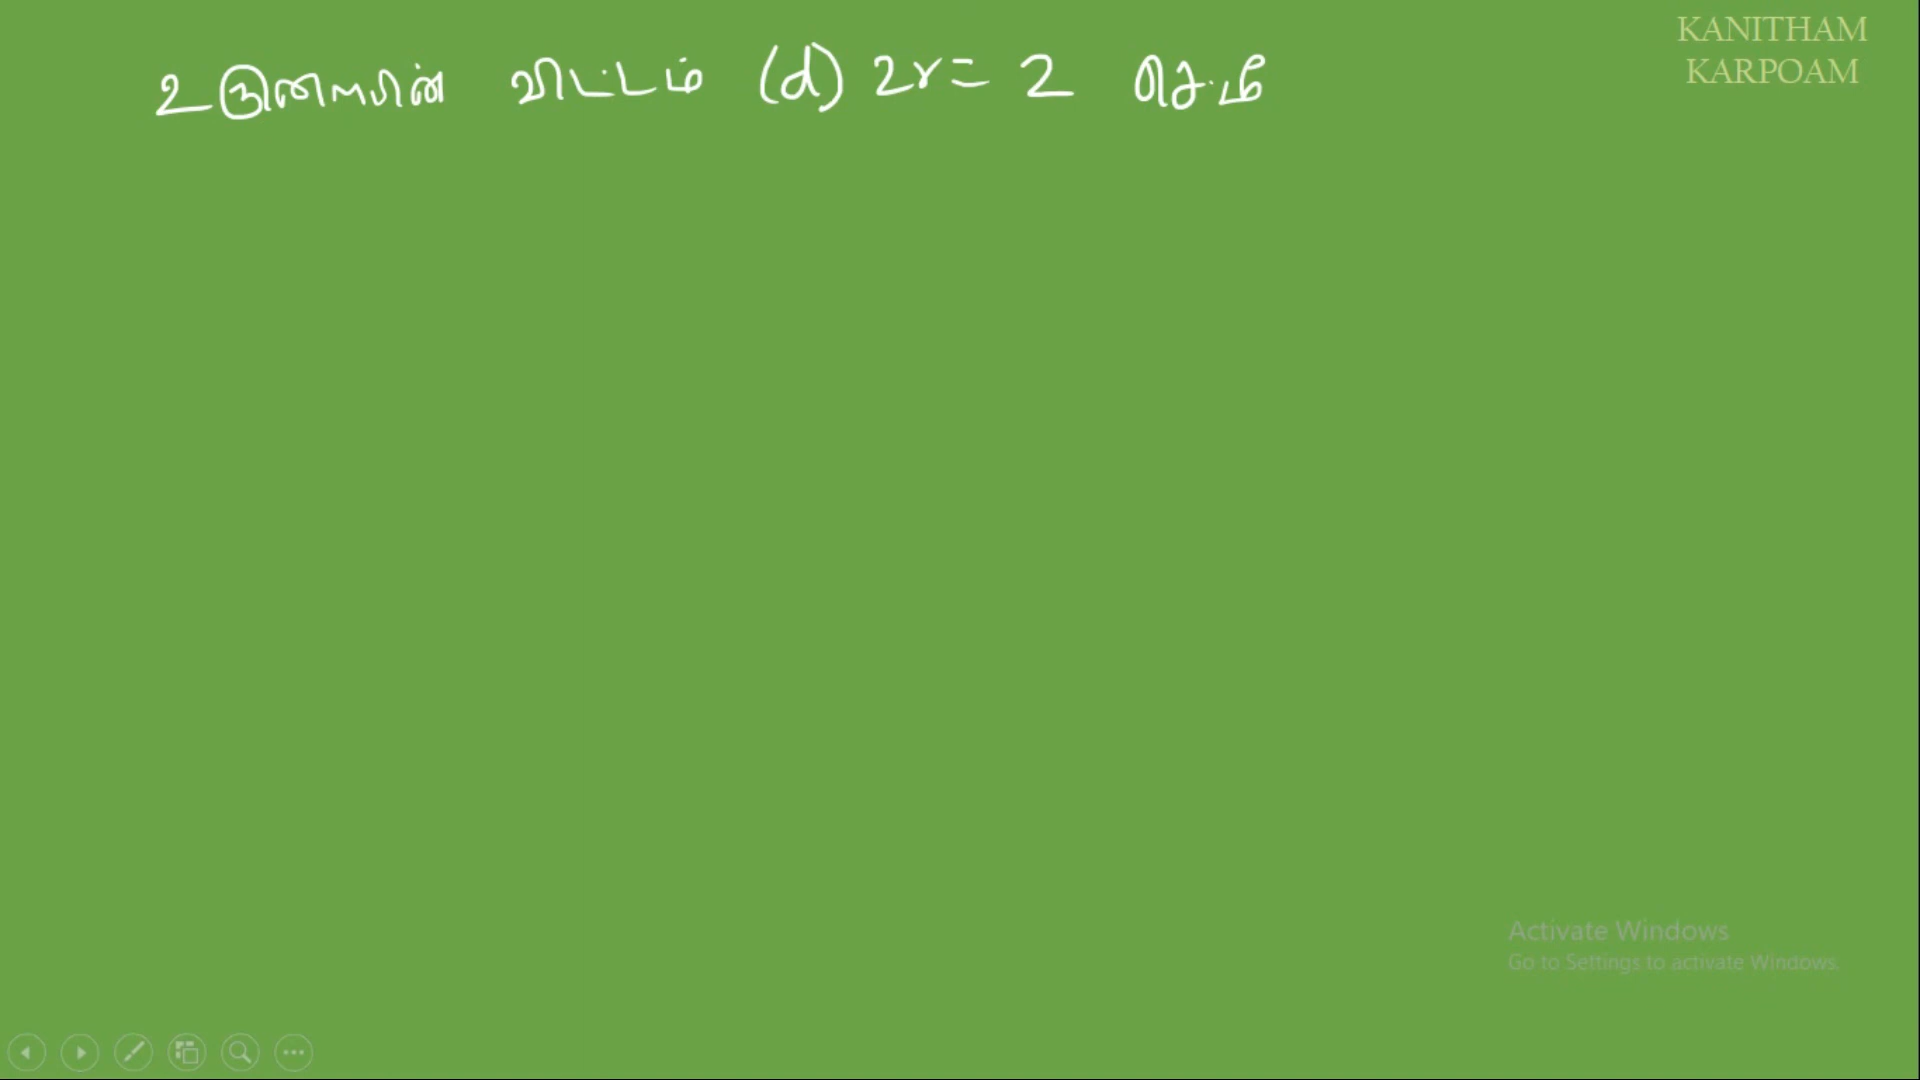 உருளையின் விட்டம் (d) 2r = 2 செ.மீ
KANITHAM
KARPOAM
Activate Windows
Go to Settings to activate Windows.